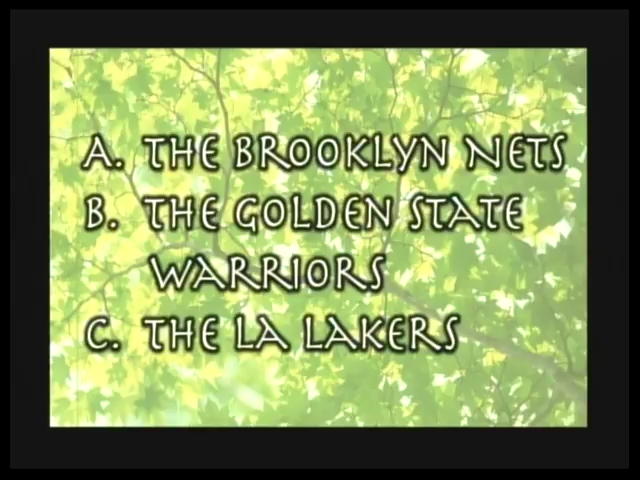 A. THE BROOKLYN NETS
B. THE GOLDEN STATE
WARRIORS
C. THE LA LAKERS